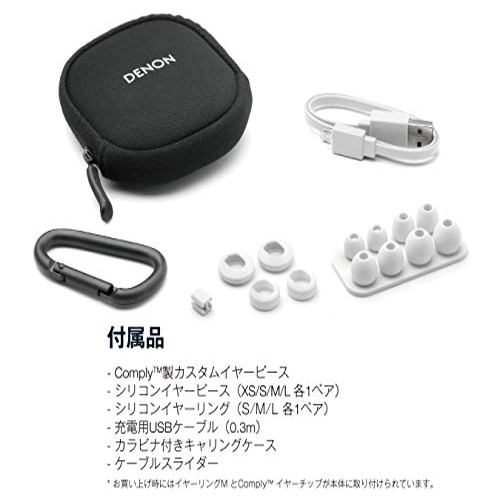 DENON
付属品
- Comply™製カスタムイヤーピース
- シリコンイヤーピース（XS/S/M/L 各1ペア）
- シリコンイヤーリング（S/M/L 各1ペア）
- 充電用USBケーブル（0.3m）
- カラビナ付きキャリングケース
- ケーブルスライダー
* お買い上げ時にはイヤーリングM とComply™ イヤーチップが本体に取り付けられています。